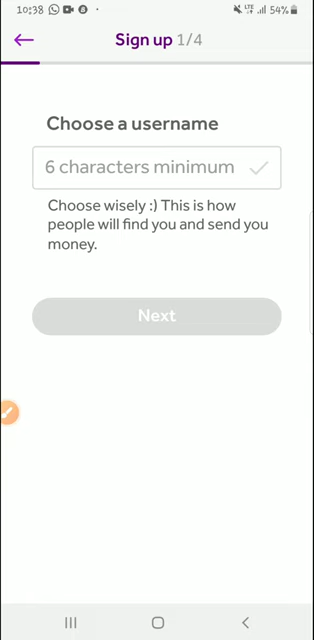 10:38 54%
Sign up 1/4
Choose a username
6 characters minimum
Choose wisely :) This is how
people will find you and send you
money.
Next